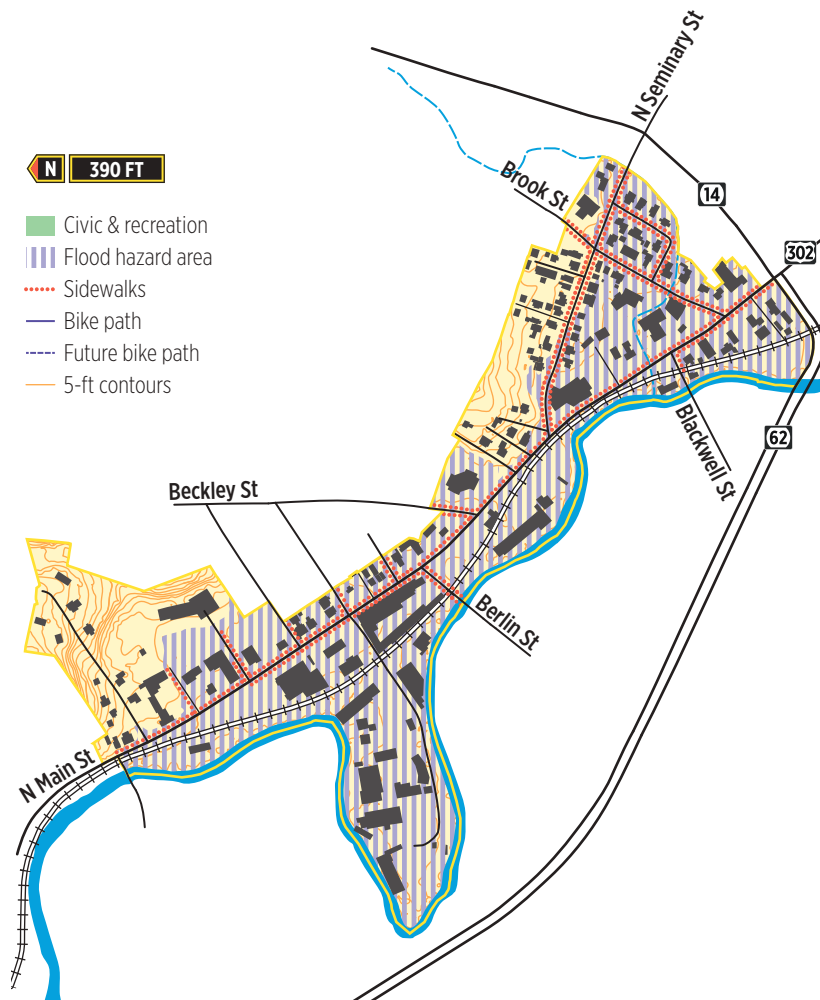 N Seminary St
Brook St
14
302
N 390 FT
Civic & recreation
Flood hazard area
Sidewalks
Bike path
Future bike path
5-ft contours
Blackwell St
62
Beckley St
Berlin St
N Main St